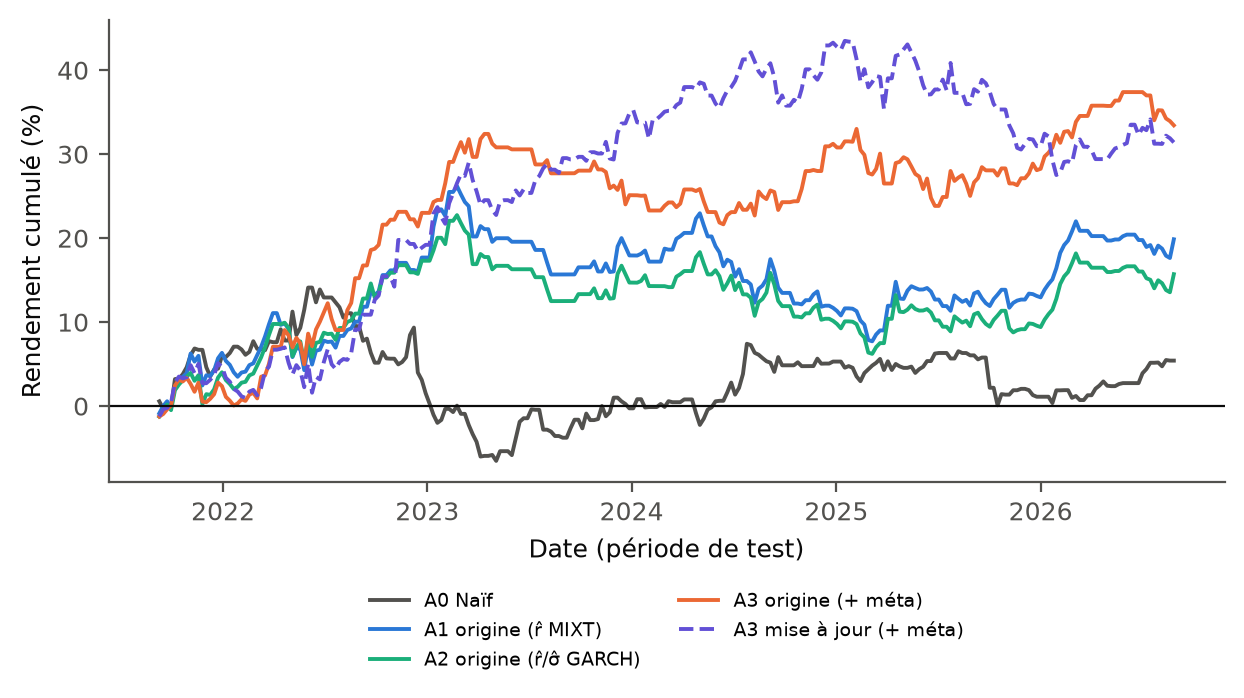 40
30
20
10
0
Rendement cumulé (%)
2022 2023 2024 2025 2026
Date (période de test)
A0 Naïf
A1 origine (r̂ MIXT)
A2 origine (r̂/σ̂ GARCH)
A3 origine (+ méta)
A3 mise à jour (+ méta)